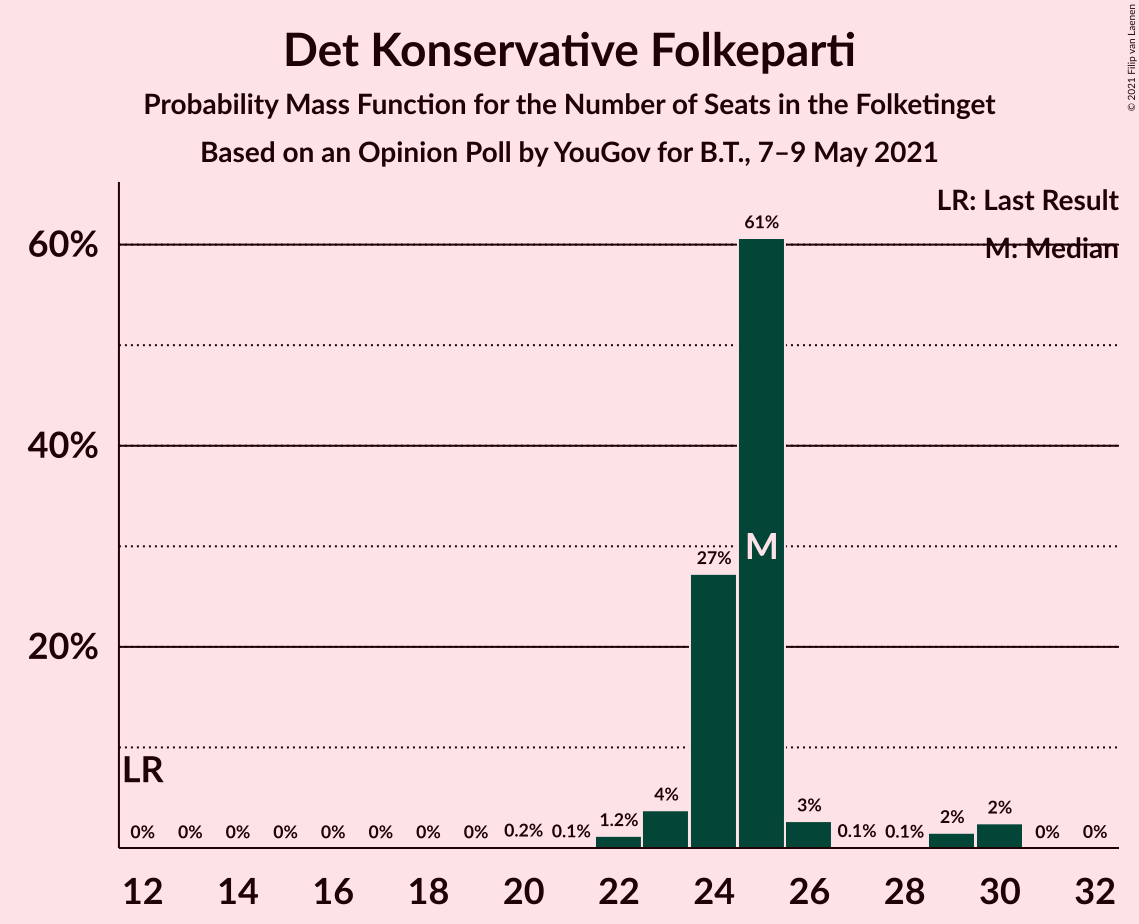 Det Konservative Folkeparti
Probability Mass Function for the Number of Seats in the Folketinget
Based on an Opinion Poll by YouGov for B.T., 7–9 May 2021
© 2021 Filip van Laenen
LR: Last Result
M: Median
60%
40%
20%
61%
27%
M
LR
0% 0% 0% 0% 0% 0% 0% 0% 0.2% 0.1% 1.2% 4% 3% 0.1% 0.1% 2% 2% 0% 0%
12 14 16 18 20 22 24 26 28 30 32